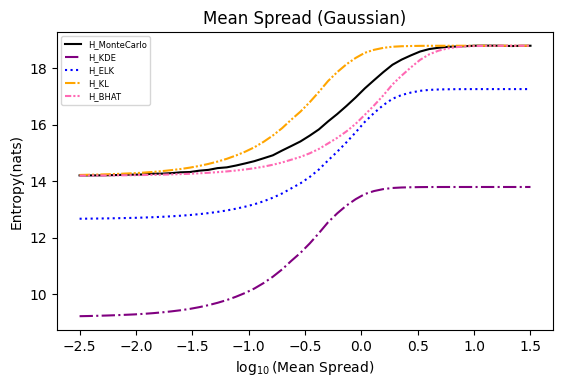 Mean Spread (Gaussian)
H_MonteCarlo
H_KDE
H_ELK
H_KL
H_BHAT
Entropy(nats)
18
16
14
12
10
−2.5 −2.0 −1.5 −1.0 −0.5 0.0 0.5 1.0 1.5
log₁₀(Mean Spread)